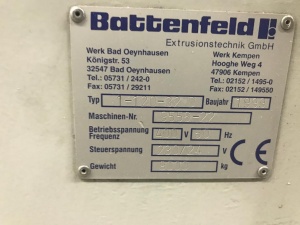 Battenfeld
Extrusionstechnik GmbH
Werk Bad Oeynhausen
Königstr. 53
32547 Bad Oeynhausen
Tel.: 05731 / 242-0
Fax: 05731 / 29211
Werk Kempen
Hooghe Weg 4
47906 Kempen
Tel.: 02152 / 1495-0
Fax: 02152 / 149550
Typ
Baujahr
Maschinen-Nr.
Betriebsspannung V
Frequenz Hz
Steuerspannung V
Gewicht kg
CE